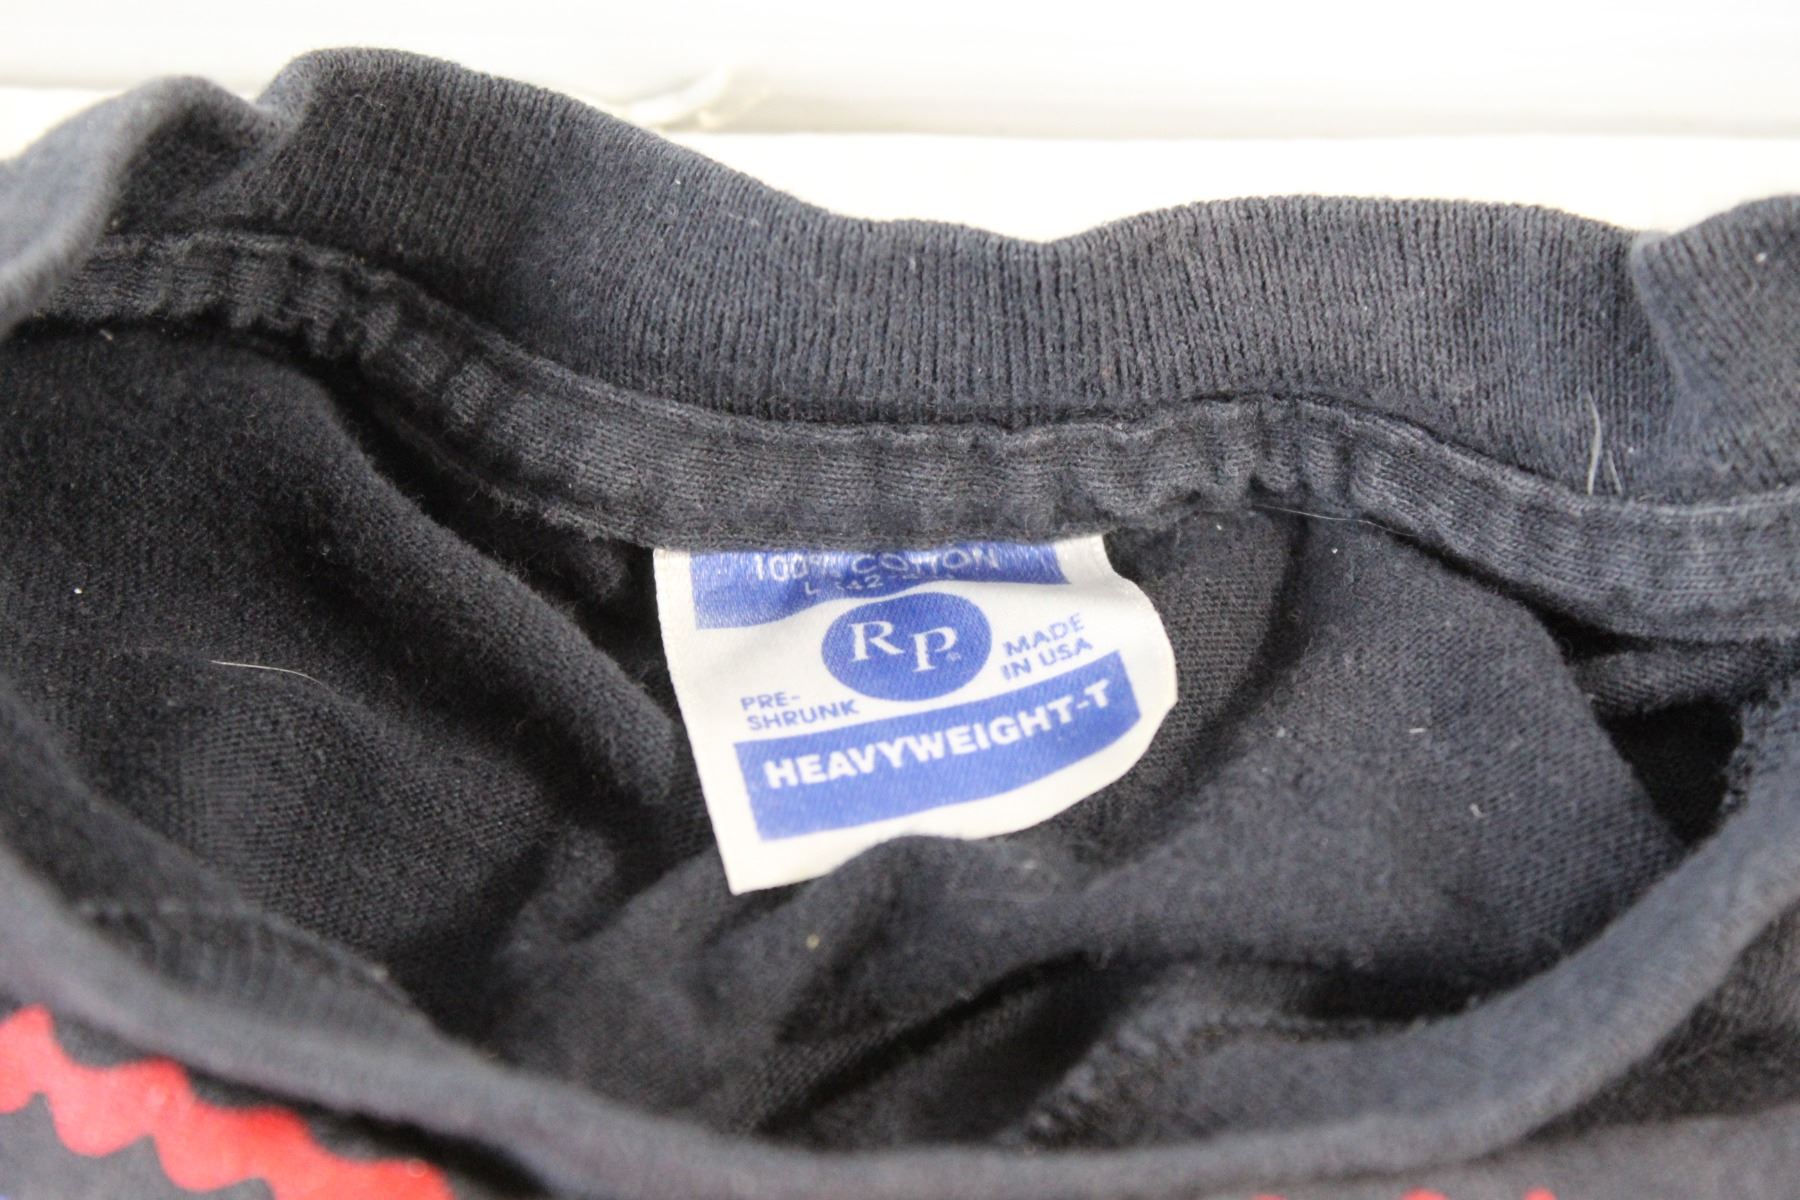 100% COTTON
RP
MADE
IN USA
PRE-
SHRUNK
HEAVYWEIGHT-T